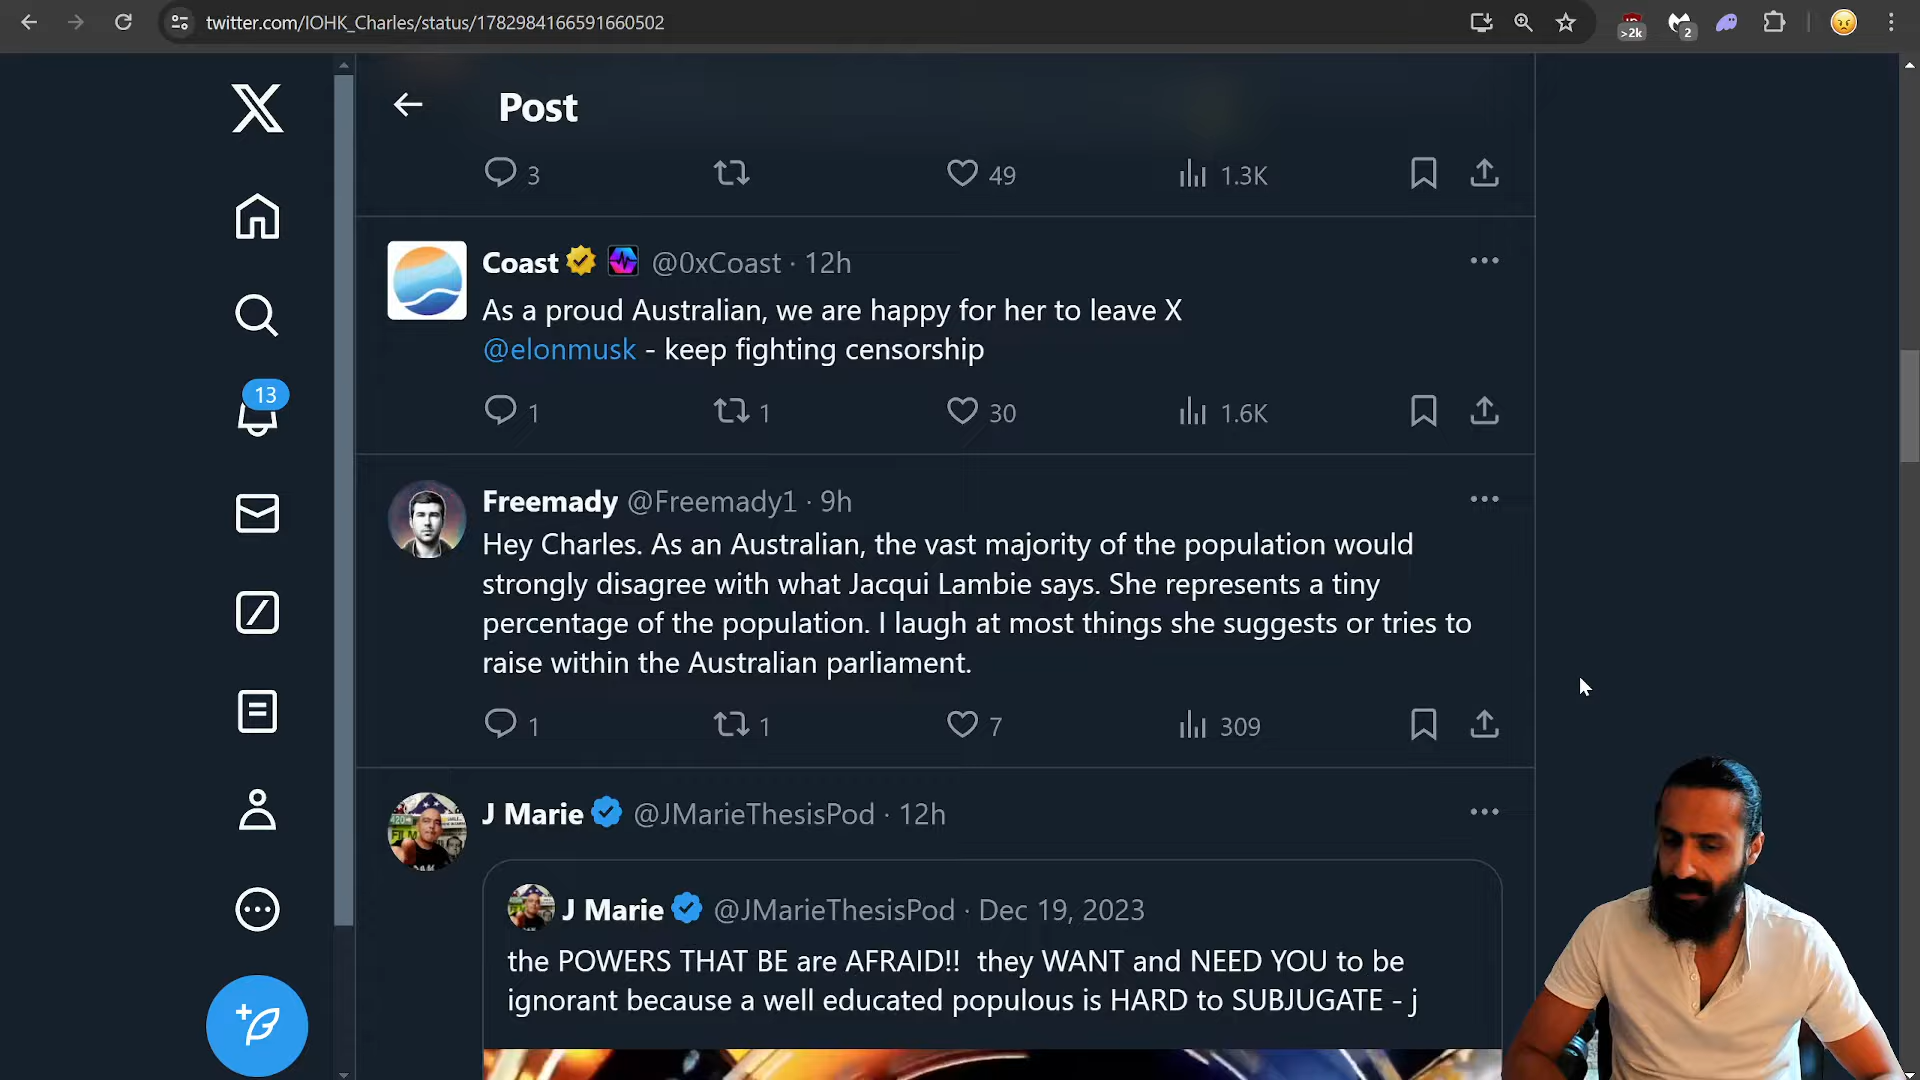 twitter.com/IOHK_Charles/status/1782984166591660502
>2k
2
Post
3
49
1.3K
Coast @0xCoast · 12h
As a proud Australian, we are happy for her to leave X
@elonmusk - keep fighting censorship
1
1
30
1.6K
13
Freemady @Freemady1 · 9h
Hey Charles. As an Australian, the vast majority of the population would
strongly disagree with what Jacqui Lambie says. She represents a tiny
percentage of the population. I laugh at most things she suggests or tries to
raise within the Australian parliament.
1
1
7
309
J Marie @JMarieThesisPod · 12h
J Marie @JMarieThesisPod · Dec 19, 2023
the POWERS THAT BE are AFRAID!! they WANT and NEED YOU to be
ignorant because a well educated populous is HARD to SUBJUGATE - j